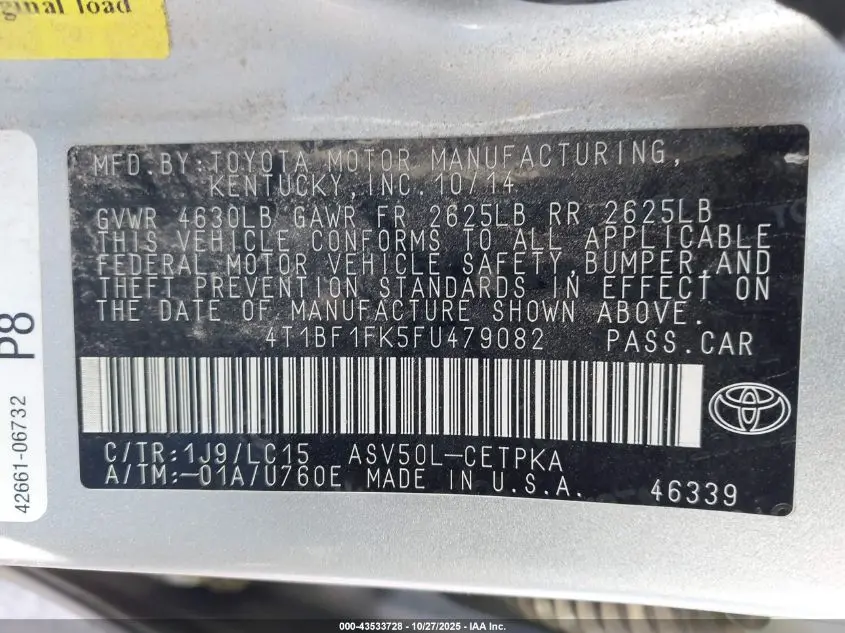 ginal load
MFD.BY:TOYOTA MOTOR MANUFACTURING,
KENTUCKY,INC.10/14
GVWR 4630LB GAWR FR 2625LB RR 2625LB
THIS VEHICLE CONFORMS TO ALL APPLICABLE
FEDERAL MOTOR VEHICLE SAFETY,BUMPER,AND
THEFT PREVENTION STANDARDS IN EFFECT ON
THE DATE OF MANUFACTURE SHOWN ABOVE.
4T1BF1FK5FU479082 PASS.CAR
C/TR:1J9/LC15 ASV50L-CETPKA
A/TM:-01A/U760E MADE IN U.S.A.
46339
P8
42661-06732
000-43533728 - 10/27/2025 - IAA Inc.